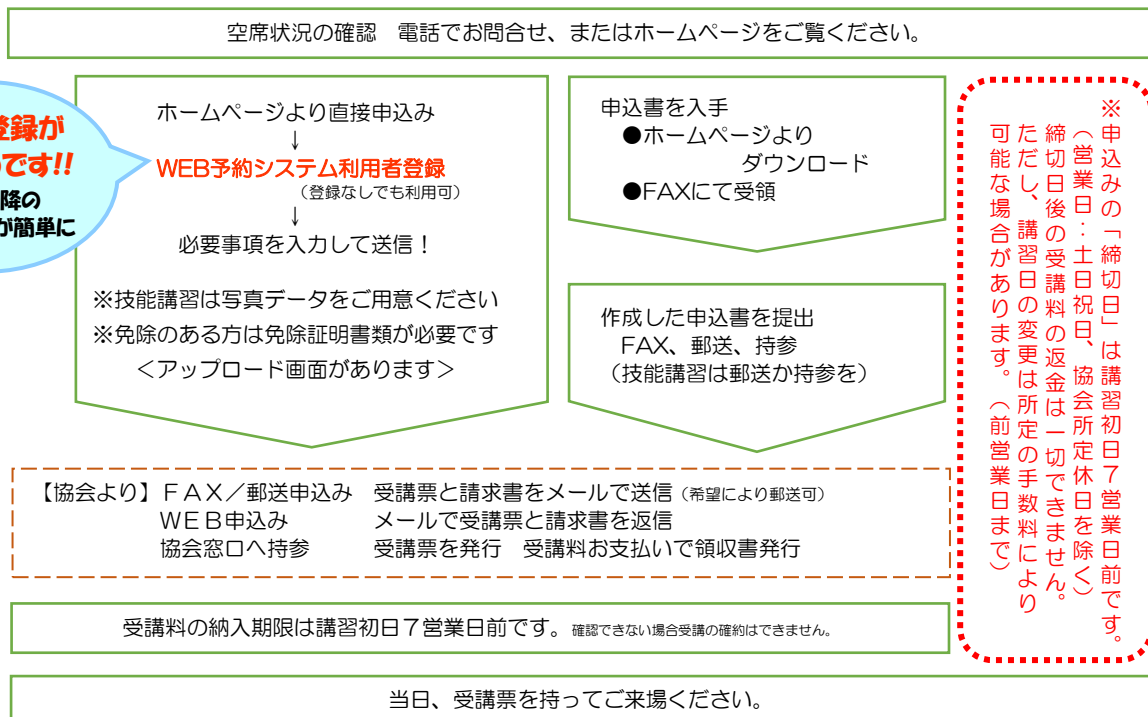 空席状況の確認　電話でお問合せ、またはホームページをご覧ください。
登録が
です!!
降の
が簡単に
ホームページより直接申込み
↓
WEB予約システム利用者登録
（登録なしでも利用可）
↓
必要事項を入力して送信！
※技能講習は写真データをご用意ください
※免除のある方は免除証明書類が必要です
＜アップロード画面があります＞
申込書を入手
●ホームページより
ダウンロード
●FAXにて受領
作成した申込書を提出
FAX、郵送、持参
（技能講習は郵送か持参を）
※申込みの「締切日」は講習初日７営業日前です。
（営業日：土日祝日、協会所定休日を除く）
締切日後の受講料の返金は一切できません。
ただし、講習日の変更は所定の手数料により
可能な場合があります。（前営業日まで）
【協会より】ＦＡＸ／郵送申込み　受講票と請求書をメールで送信（希望により郵送可）
ＷＥＢ申込み　メールで受講票と請求書を返信
協会窓口へ持参　受講票を発行　受講料お支払いで領収書発行
受講料の納入期限は講習初日７営業日前です。確認できない場合受講の確約はできません。
当日、受講票を持ってご来場ください。